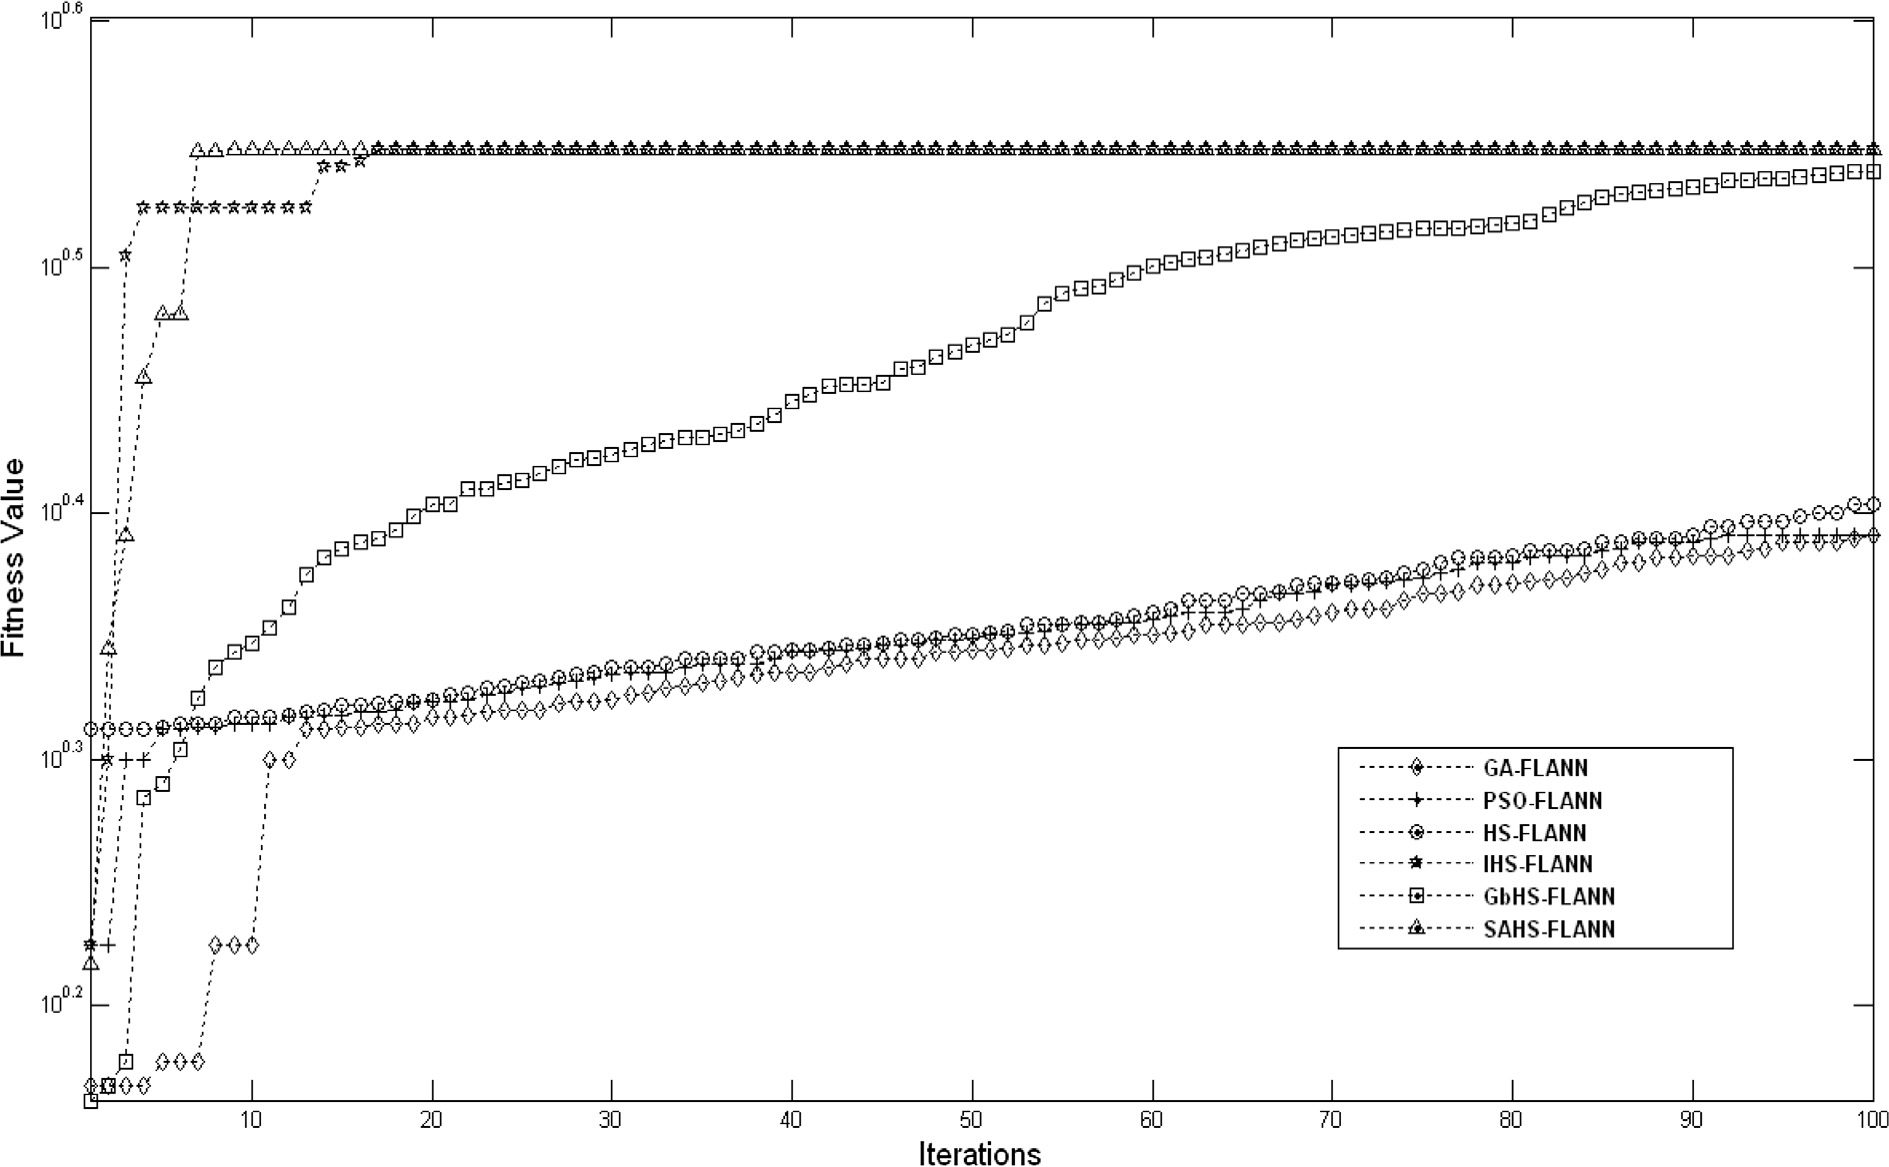 10^0.6
10^0.5
10^0.4
10^0.3
10^0.2
Fitness Value
10 20 30 40 50 60 70 80 90 100
Iterations
GA-FLANN
PSO-FLANN
HS-FLANN
IHS-FLANN
GbHS-FLANN
SAHS-FLANN